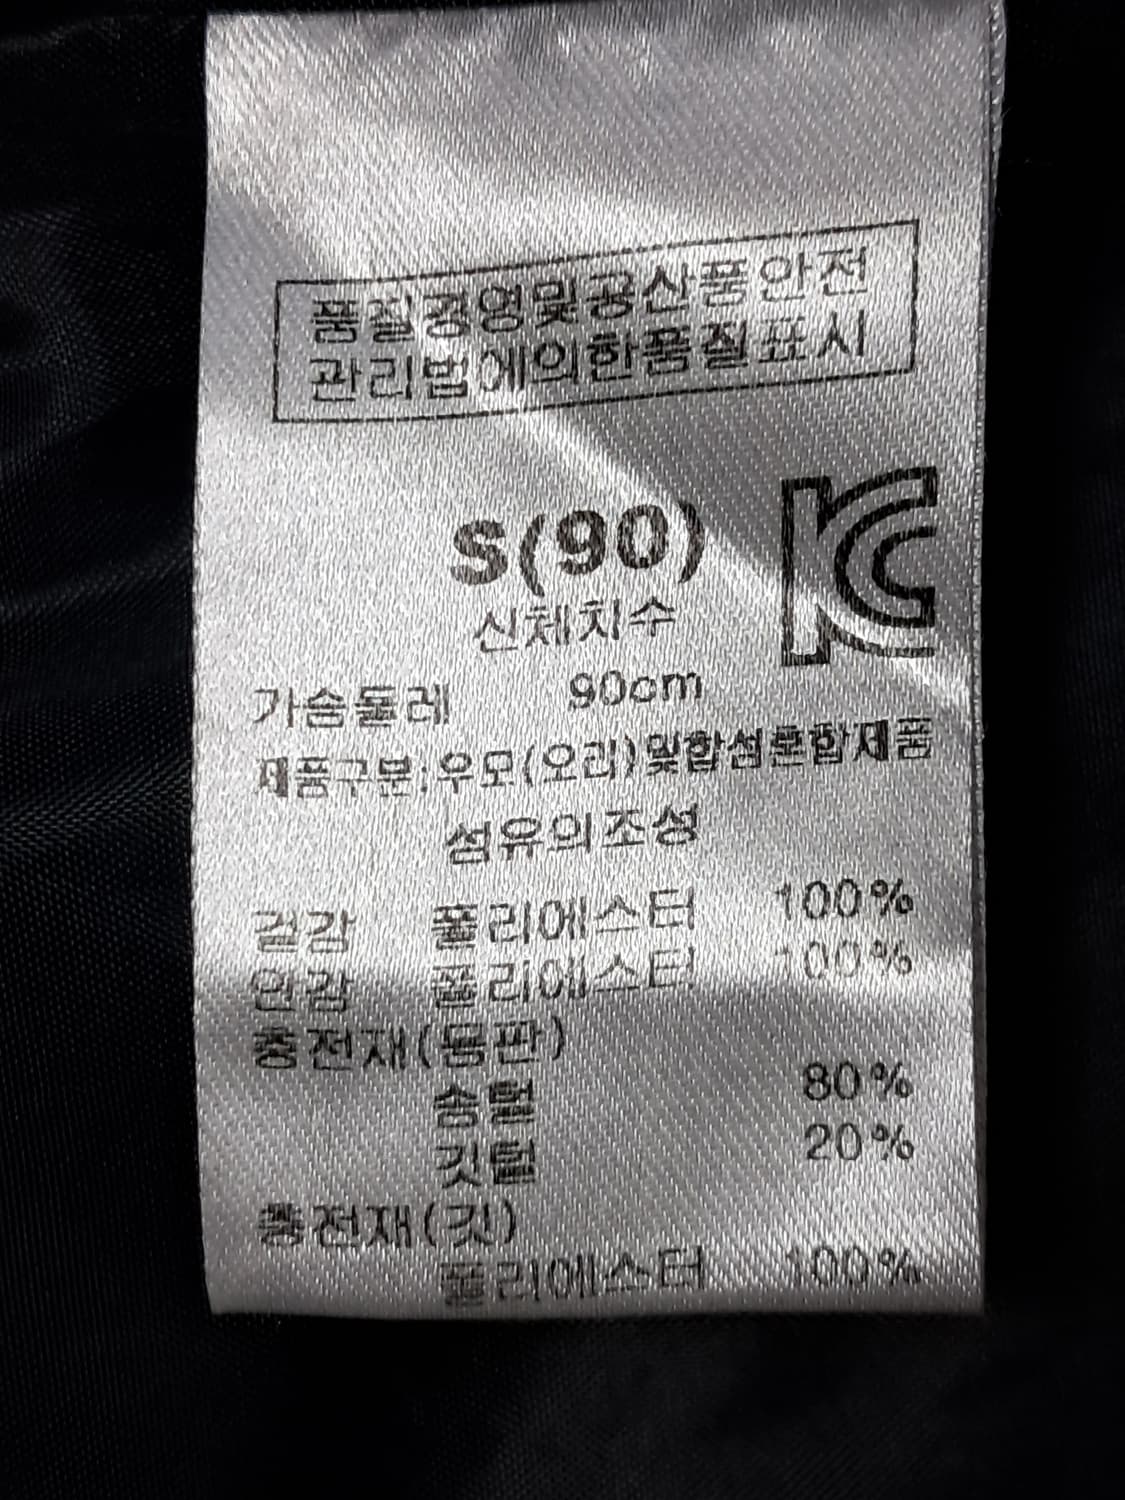 품질경영및공산품안전
관리법에의한품질표시
KC
S(90)
신체치수
가슴둘레 90cm
제품구분:우모(오리)및합섬혼합제품
섬유의조성
겉감 폴리에스터 100%
안감 폴리에스터 100%
충전재(몸판)
솜털 80%
깃털 20%
충전재(깃)
폴리에스터 100%